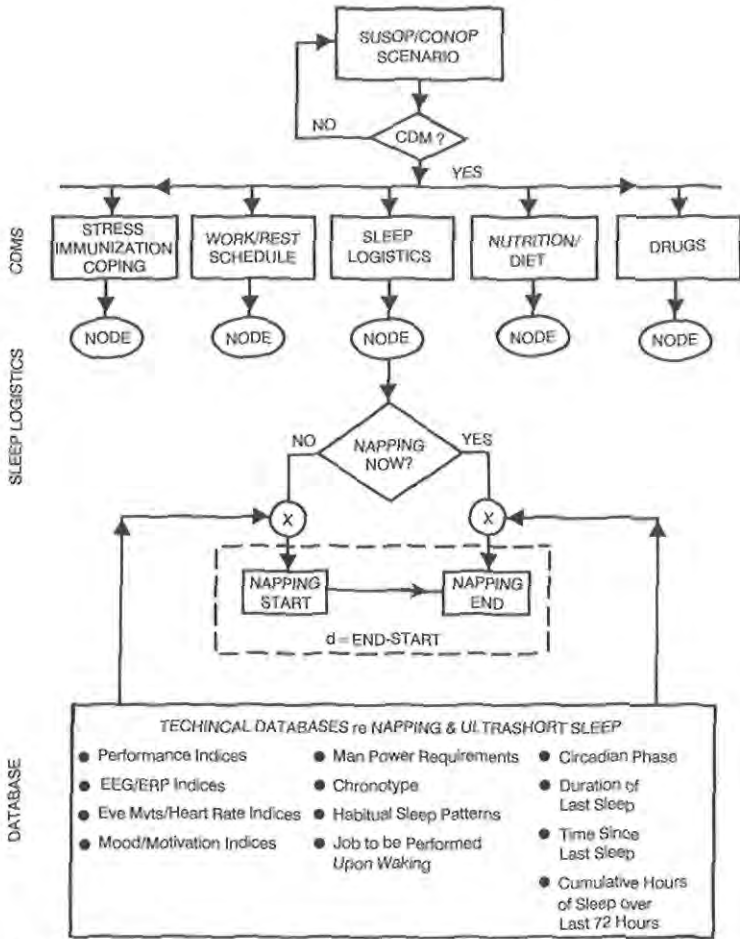 SUSOP/CONOP
SCENARIO
NO
CDM?
YES
CDMS
STRESS
IMMUNIZATION
COPING
WORK/REST
SCHEDULE
SLEEP
LOGISTICS
NUTRITION/
DIET
DRUGS
NODE
NODE
NODE
NODE
NODE
SLEEP LOGISTICS
NO
NAPPING
NOW?
YES
X
X
NAPPING
START
NAPPING
END
d=END-START
DATABASE
TECHINCAL DATABASES re NAPPING & ULTRASHORT SLEEP
● Performance Indices
● EEG/ERP Indices
● Eve Mvts/Heart Rate Indices
● Mood/Motivation Indices
● Man Power Requirements
● Chronotype
● Habitual Sleep Patterns
● Job to be Performed
Upon Waking
● Circadian Phase
● Duration of
Last Sleep
● Time Since
Last Sleep
● Cumulative Hours
of Sleep over
Last 72 Hours